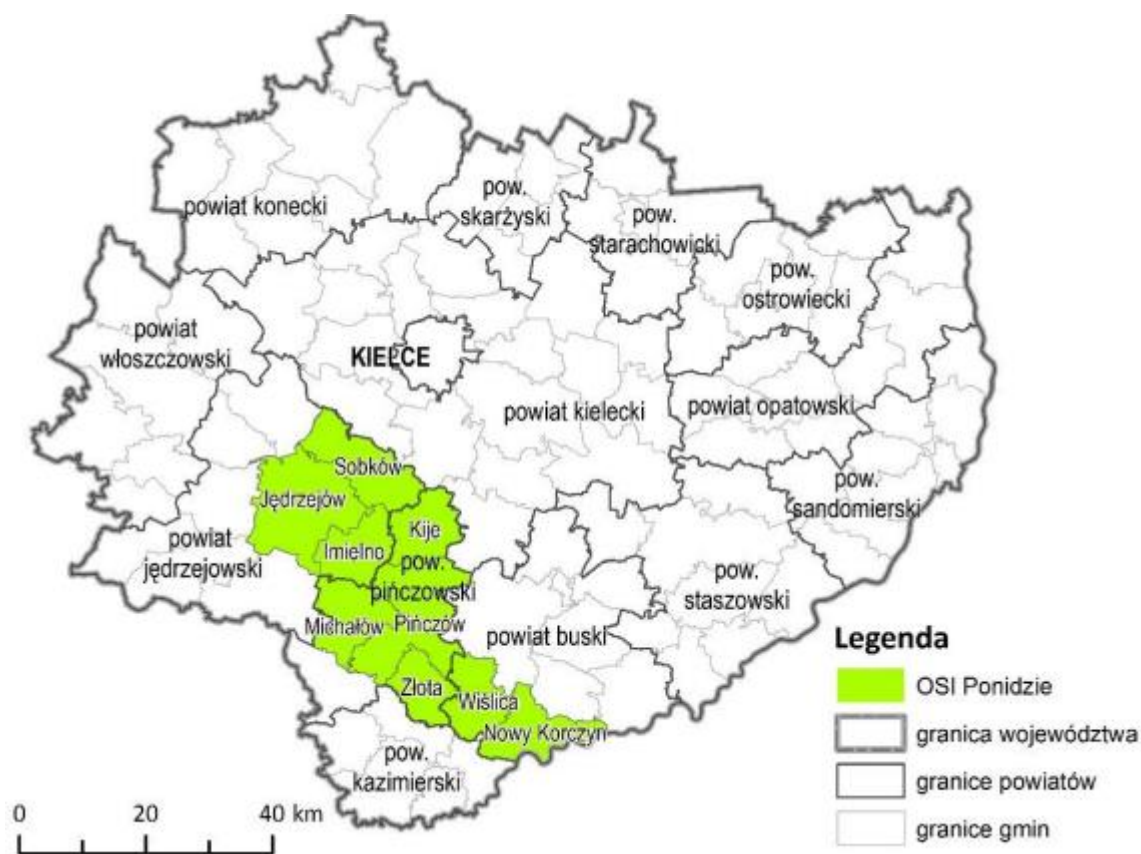 powiat konecki
pow.
skarżyski
pow.
starachowicki
pow.
ostrowiecki
powiat
włoszczowski
KIELCE
powiat kielecki
powiat opatowski
pow.
sandomierski
Sobków
Jędrzejów
Kije
Imielno
powiat
jędrzejowski
pow.
pińczowski
pow.
staszowski
Michałów
Pińczów
powiat buski
Złota
Wiślica
Nowy Korczyn
pow.
kazimierski
Legenda
OSI Ponidzie
granica województwa
granice powiatów
granice gmin
0 20 40 km